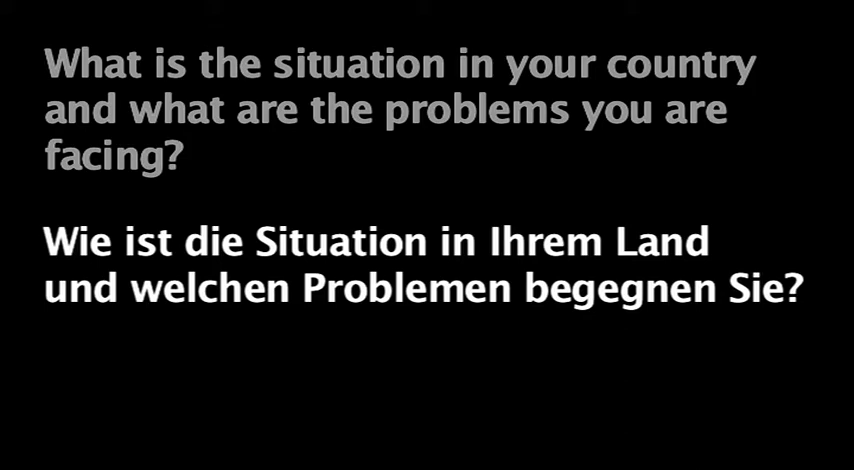 What is the situation in your country
and what are the problems you are
facing?
Wie ist die Situation in Ihrem Land
und welchen Problemen begegnen Sie?